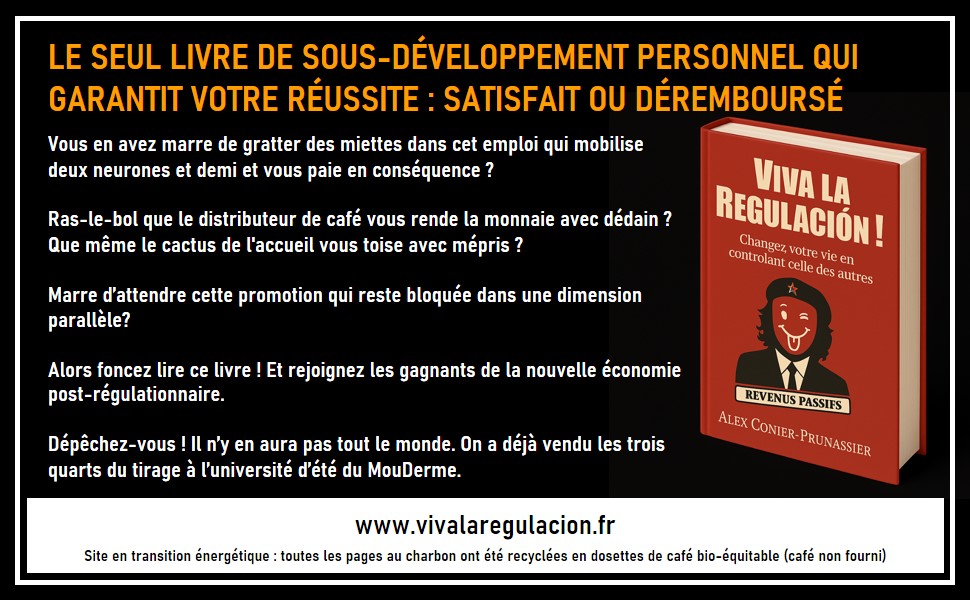 LE SEUL LIVRE DE SOUS-DÉVELOPPEMENT PERSONNEL QUI
GARANTIT VOTRE RÉUSSITE : SATISFAIT OU DÉREMBOURSÉ
Vous en avez marre de gratter des miettes dans cet emploi qui mobilise
deux neurones et demi et vous paie en conséquence ?
Ras-le-bol que le distributeur de café vous rende la monnaie avec dédain ?
Que même le cactus de l'accueil vous toise avec mépris ?
Marre d'attendre cette promotion qui reste bloquée dans une dimension
parallèle?
Alors foncez lire ce livre ! Et rejoignez les gagnants de la nouvelle économie
post-régulationnaire.
Dépêchez-vous ! Il n'y en aura pas tout le monde. On a déjà vendu les trois
quarts du tirage à l'université d'été du MouDerme.
VIVA LA
REGULACIÓN !
Changez votre vie en
controlant celle des autres
REVENUS PASSIFS
ALEX CONIER-PRUNASSIER
www.vivalaregulacion.fr
Site en transition énergétique : toutes les pages au charbon ont été recyclées en dosettes de café bio-équitable (café non fourni)